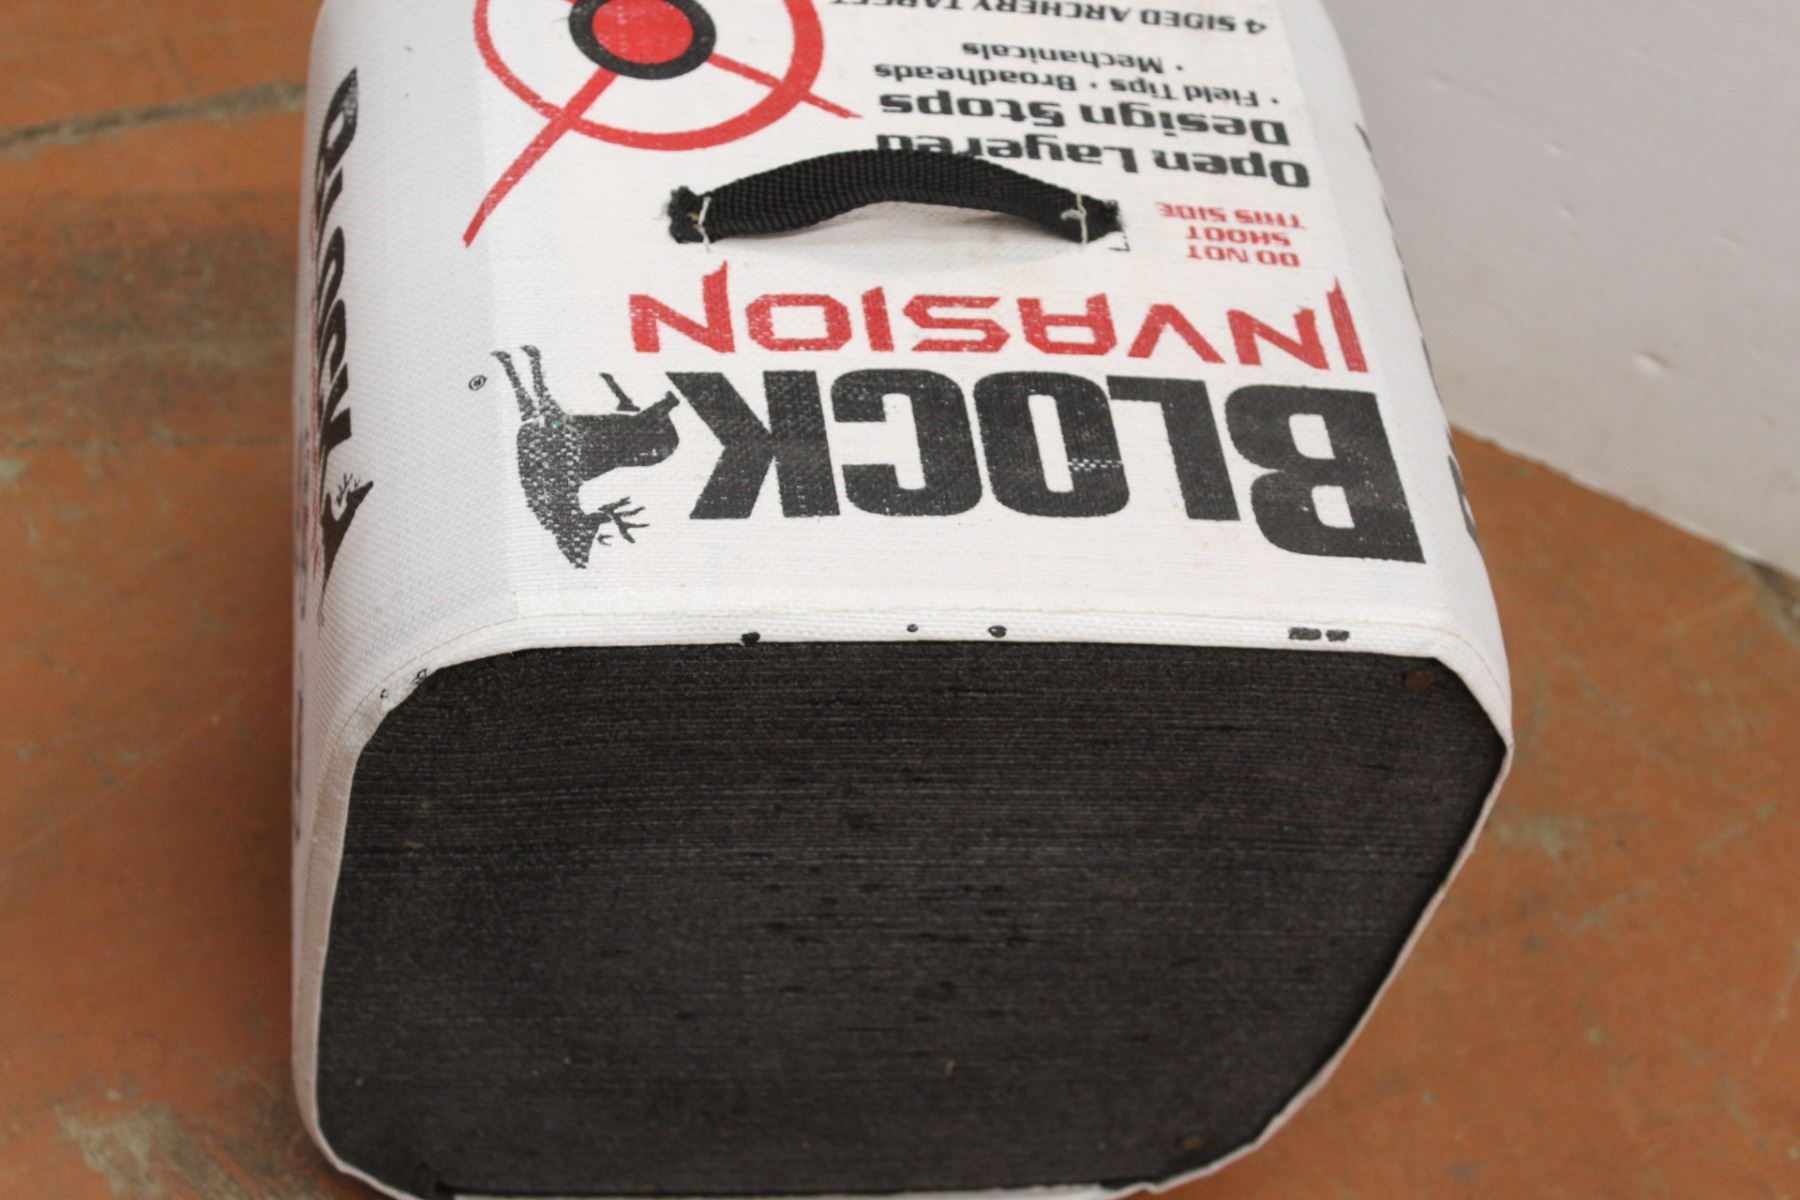 BLOCK
®
INVASION
DO NOT
SHOOT
THIS SIDE
Open Layered
Design Stops
• Field Tips • Broadheads
• Mechanicals
4 SIDED ARCHERY TARGET
BLOCK